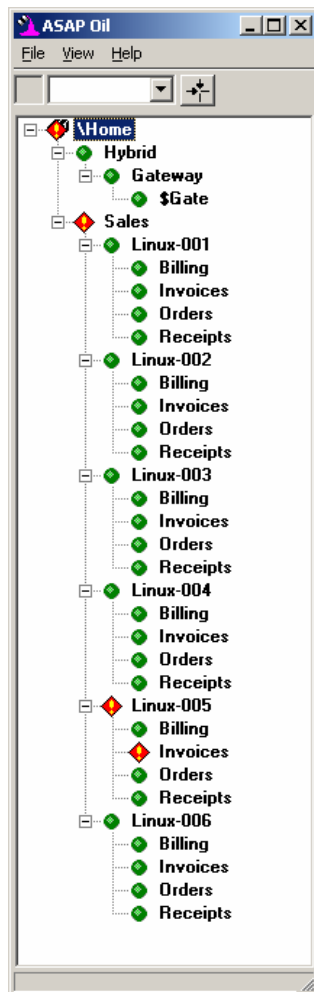 ASAP Oil
File View Help
\Home
Hybrid
Gateway
$Gate
Sales
Linux-001
Billing
Invoices
Orders
Receipts
Linux-002
Billing
Invoices
Orders
Receipts
Linux-003
Billing
Invoices
Orders
Receipts
Linux-004
Billing
Invoices
Orders
Receipts
Linux-005
Billing
Invoices
Orders
Receipts
Linux-006
Billing
Invoices
Orders
Receipts